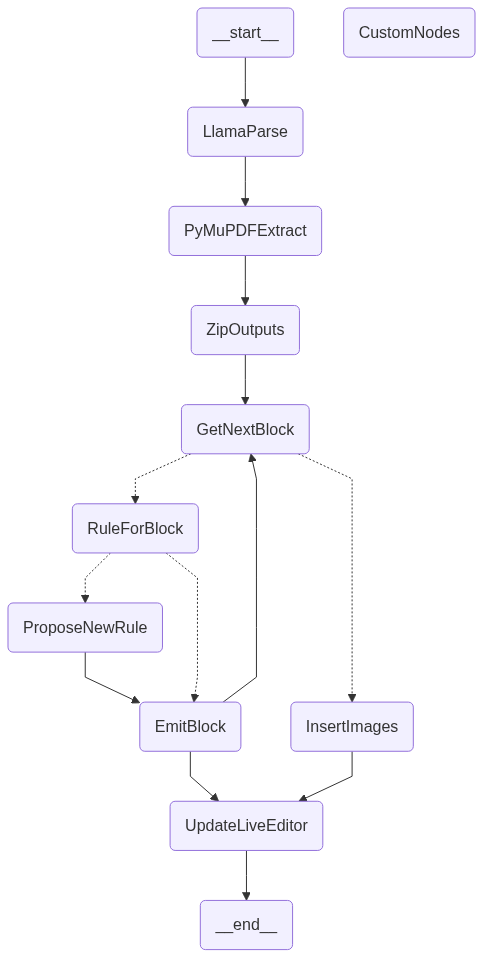 __start__
CustomNodes
LlamaParse
PyMuPDFExtract
ZipOutputs
GetNextBlock
RuleForBlock
ProposeNewRule
EmitBlock
InsertImages
UpdateLiveEditor
__end__